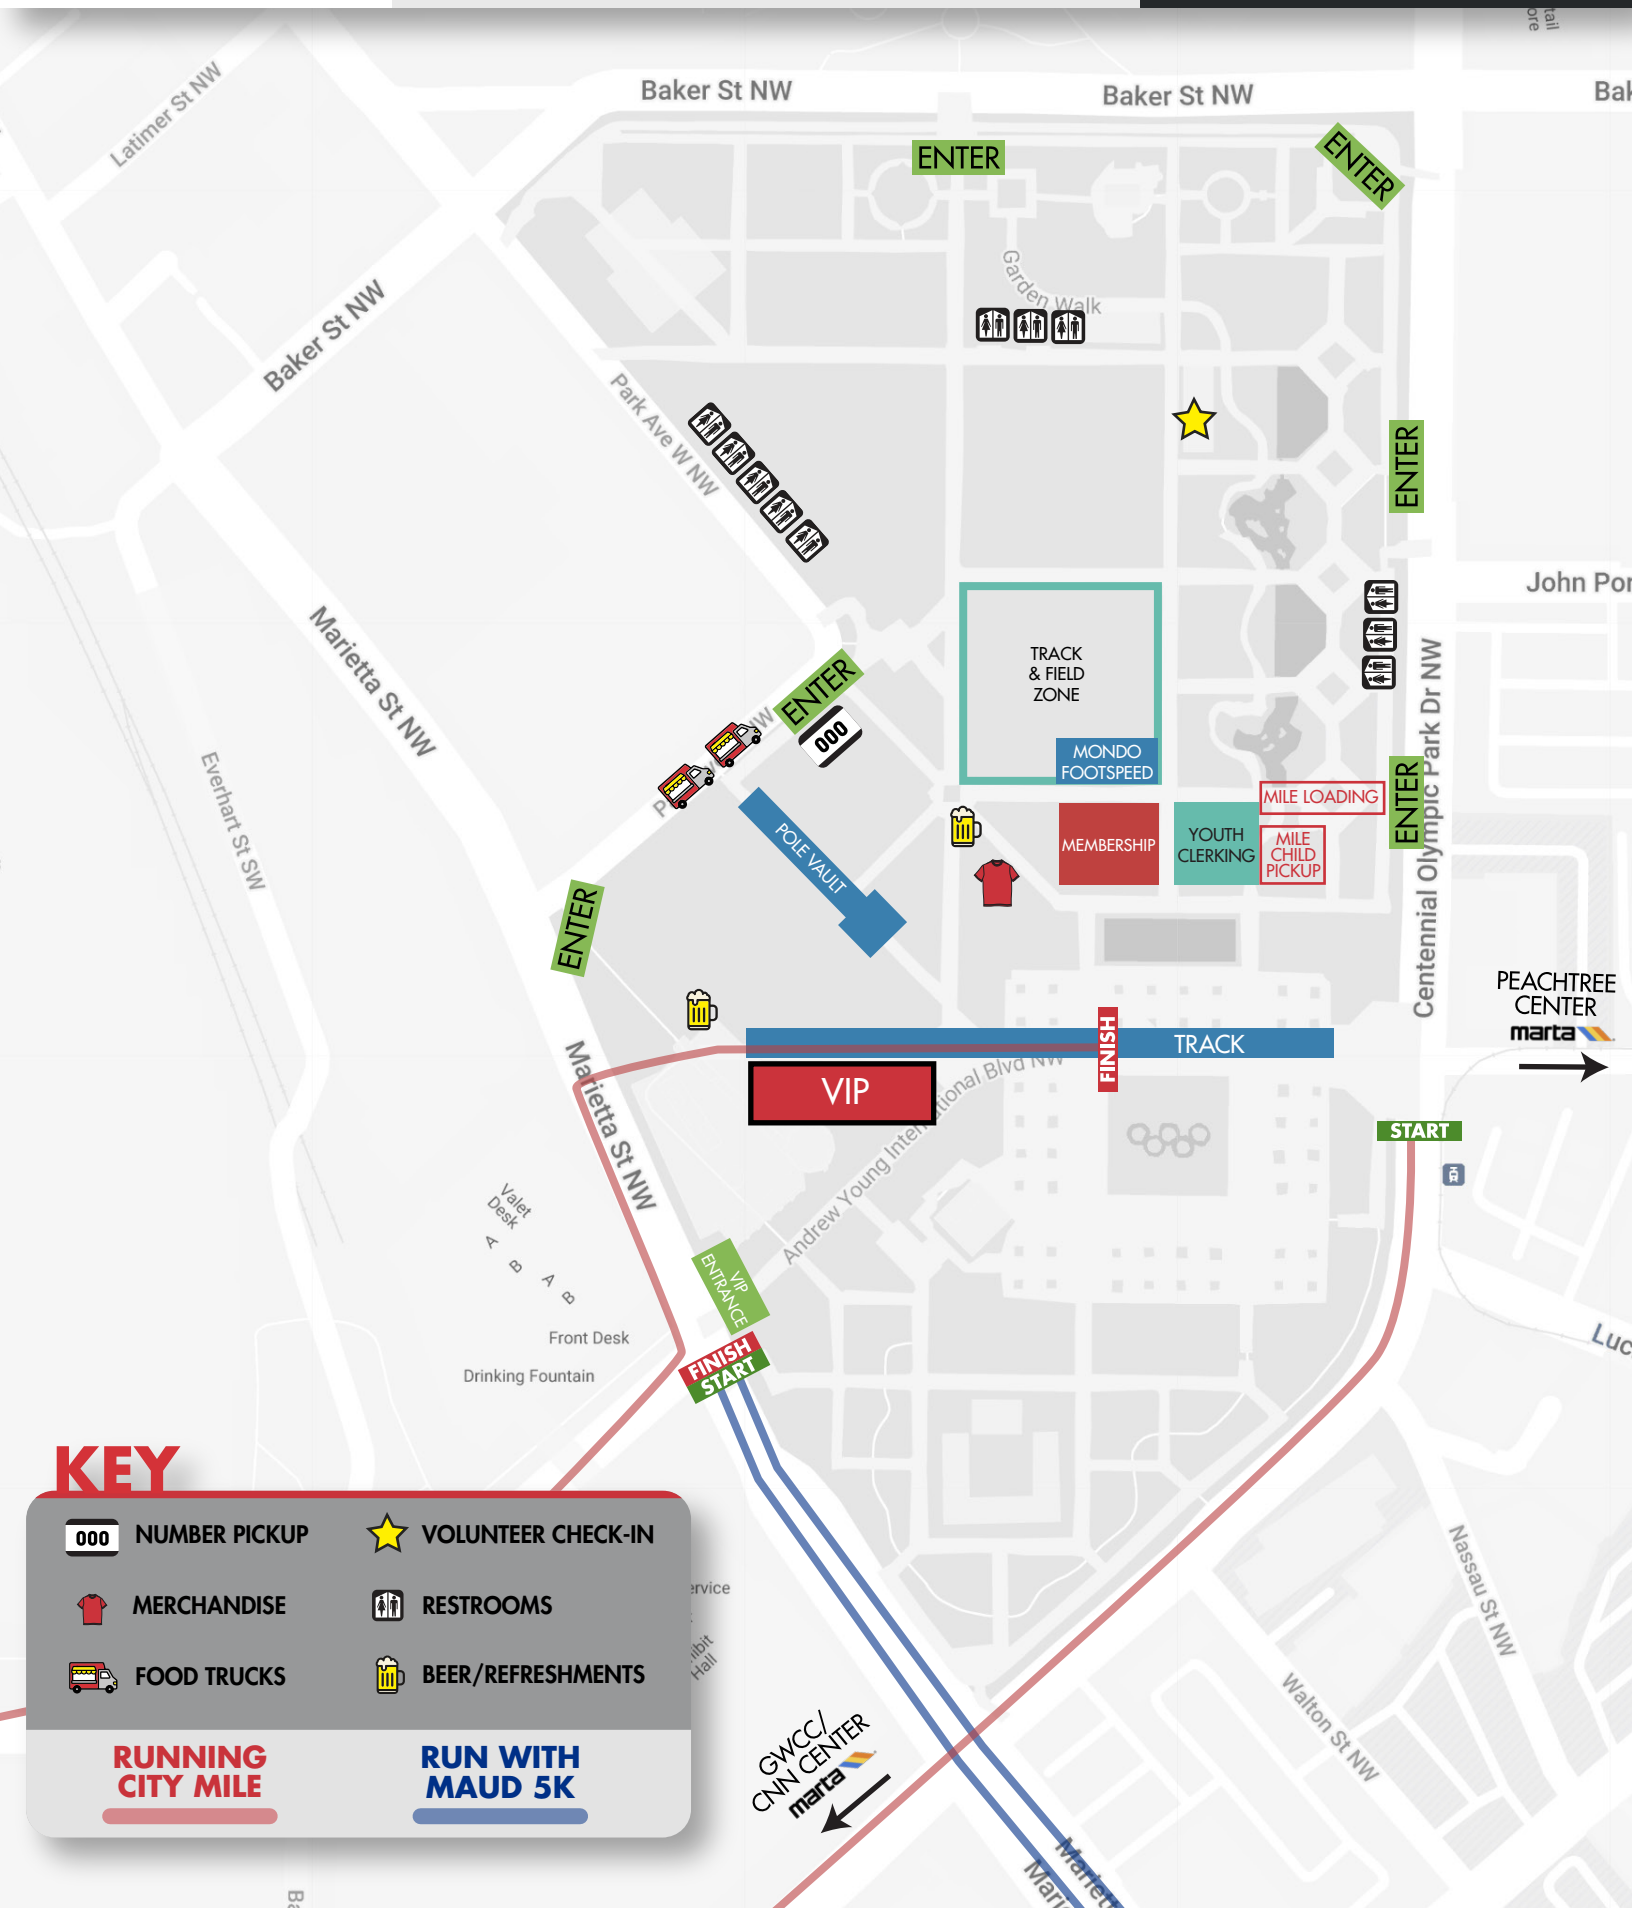 Baker St NW
Baker St NW
Latimer St NW
ENTER
ENTER
Garden Walk
Baker St NW
Park Ave W NW
ENTER
John Por
Marietta St NW
TRACK
& FIELD
ZONE
ENTER
000
MONDO
FOOTSPEED
Centennial Olympic Park Dr NW
Everhart St SW
MILE LOADING
ENTER
POLE VAULT
MEMBERSHIP
YOUTH
CLERKING
MILE
CHILD
PICKUP
ENTER
PEACHTREE
CENTER
marta
FINISH
TRACK
VIP
Marietta St NW
Andrew Young International Blvd NW
START
Valet
Desk
A
B
A
B
VIP
ENTRANCE
Front Desk
FINISH
START
Drinking Fountain
Luc
KEY
000 NUMBER PICKUP
VOLUNTEER CHECK-IN
MERCHANDISE
RESTROOMS
FOOD TRUCKS
BEER/REFRESHMENTS
RUNNING
CITY MILE
RUN WITH
MAUD 5K
ervice
Hall
Nassau St NW
Walton St NW
GWCC/
CNN CENTER
marta
Mariett
Mari